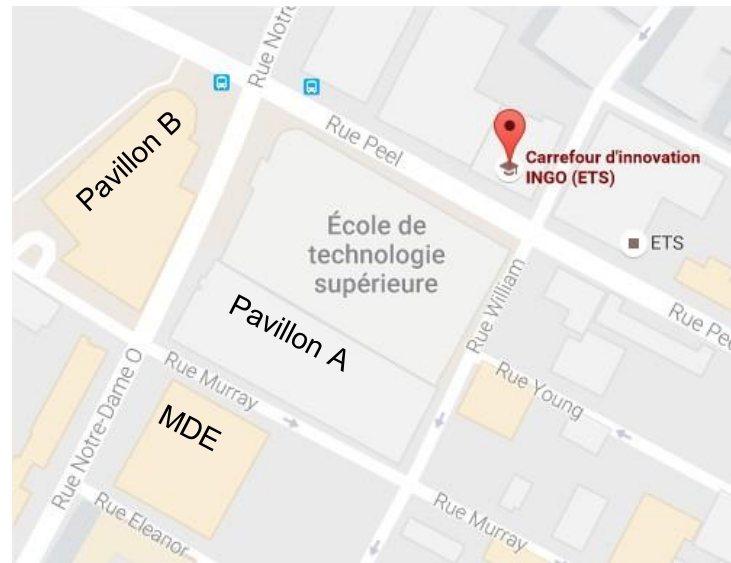 Rue Notre
Pavillon B
Rue Peel
Carrefour d'innovation
INGO (ETS)
École de
technologie
supérieure
ETS
Rue William
Rue Pee
Pavillon A
Rue Murray
Rue Young
MDE
Rue Notre-Dame O
Rue Eleanor
Rue Murray